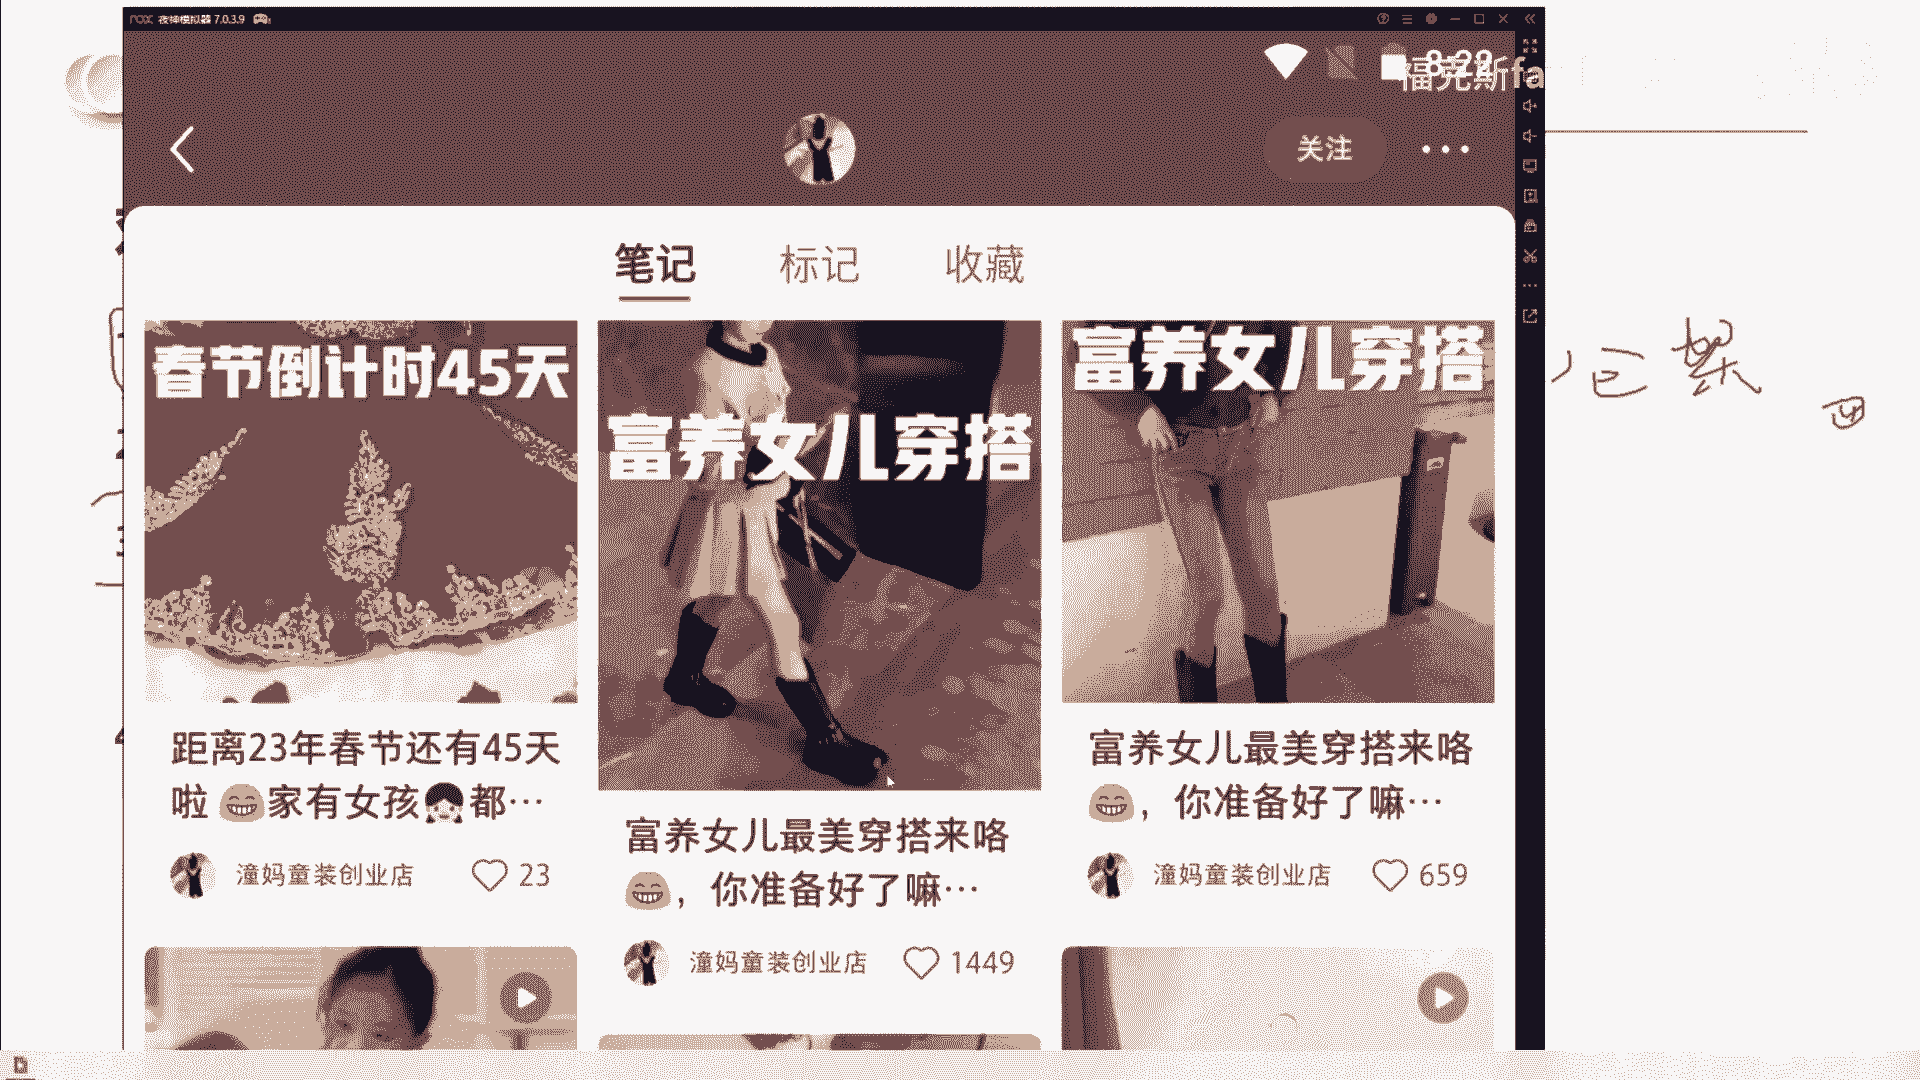 nox 夜神模拟器 7.0.3.9
8:28
福克斯fa
关注
笔记
标记
收藏
春节倒计时45天
富养女儿穿搭
富养女儿穿搭
距离23年春节还有45天
啦 😁家有女孩👧都…
潼妈童装创业店
23
富养女儿最美穿搭来咯
😁，你准备好了嘛…
潼妈童装创业店
1449
富养女儿最美穿搭来咯
😁，你准备好了嘛…
潼妈童装创业店
659